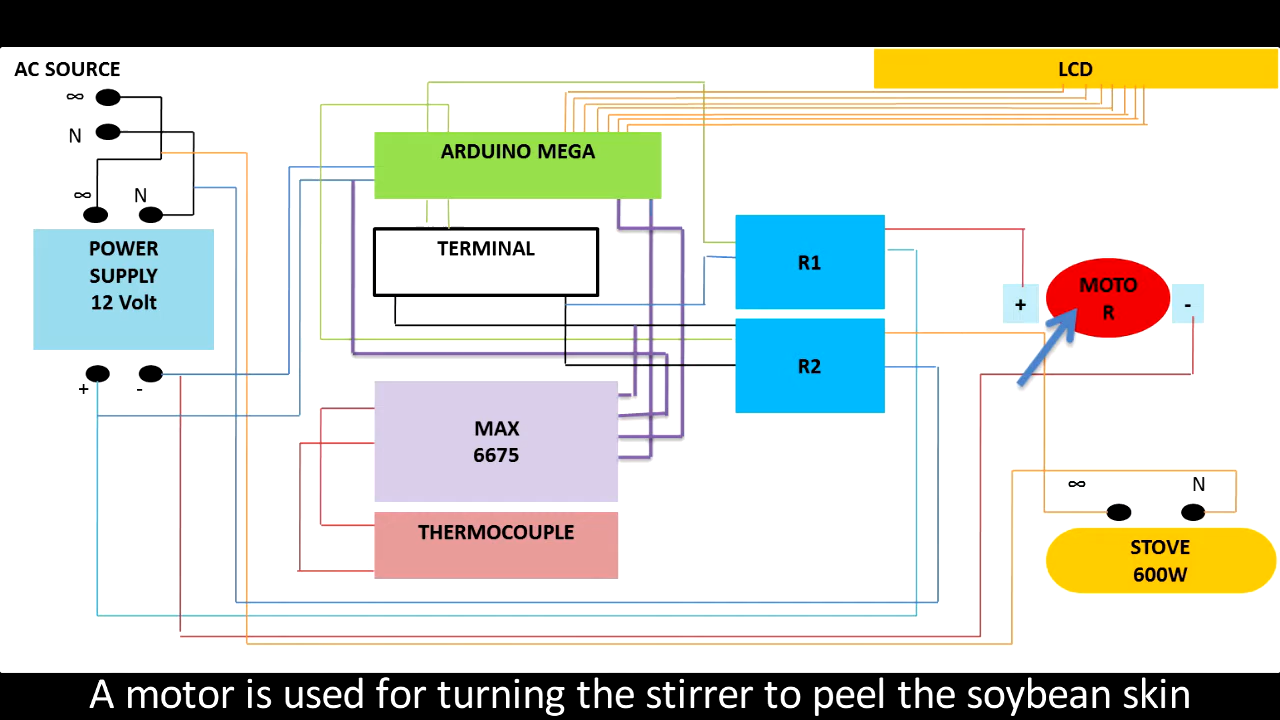 AC SOURCE
LCD
∞
N
ARDUINO MEGA
∞
N
POWER
SUPPLY
12 Volt
TERMINAL
R1
MOTO
R
+
-
R2
+
-
MAX
6675
∞
N
THERMOCOUPLE
STOVE
600W
A motor is used for turning the stirrer to peel the soybean skin